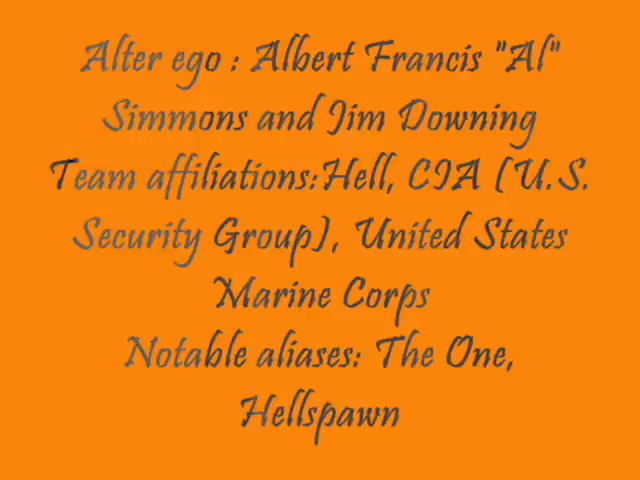 Alter ego : Albert Francis "Al"
Simmons and Jim Downing
Team affiliations:Hell, CIA (U.S.
Security Group), United States
Marine Corps
Notable aliases: The One,
Hellspawn